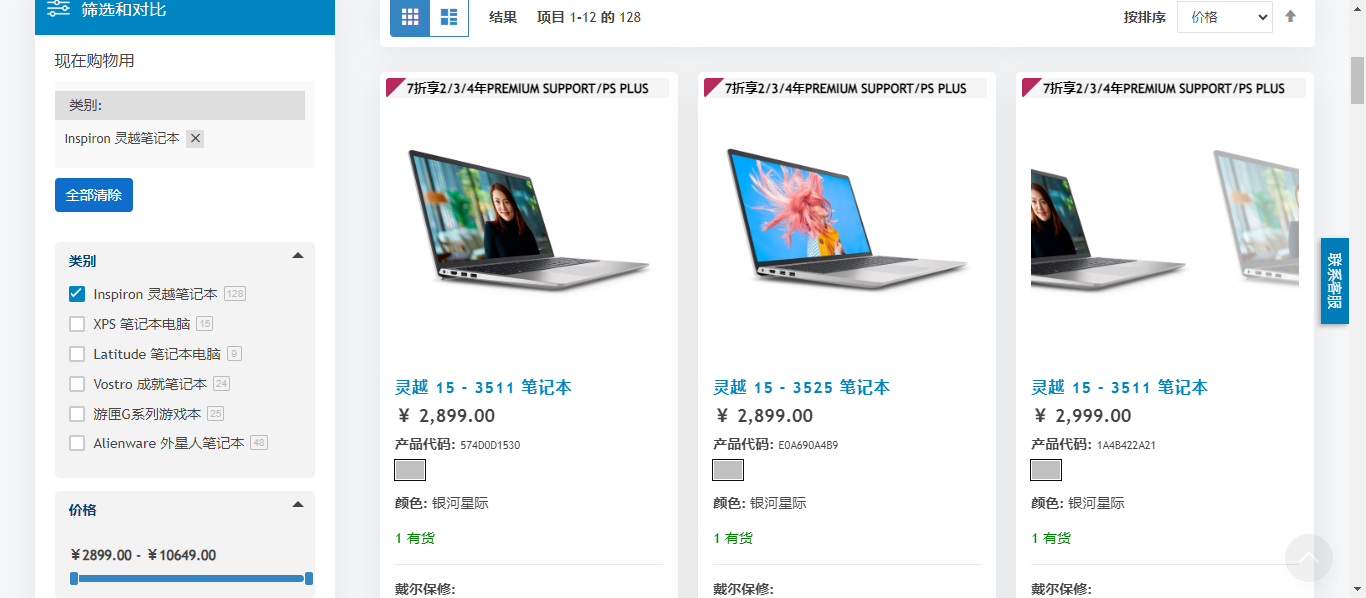 筛选和对比
结果 项目 1-12 的 128
按排序 价格
现在购物用
类别:
Inspiron 灵越笔记本 ✕
全部清除
类别
Inspiron 灵越笔记本 128
XPS 笔记本电脑 15
Latitude 笔记本电脑 9
Vostro 成就笔记本 24
游匣G系列游戏本 25
Alienware 外星人笔记本 48
价格
¥2899.00 - ¥10649.00
7折享2/3/4年PREMIUM SUPPORT/PS PLUS
灵越 15 - 3511 笔记本
¥ 2,899.00
产品代码: 574D0D1530
颜色: 银河星际
1 有货
戴尔保修:
7折享2/3/4年PREMIUM SUPPORT/PS PLUS
灵越 15 - 3525 笔记本
¥ 2,899.00
产品代码: E0A690A4B9
颜色: 银河星际
1 有货
戴尔保修:
7折享2/3/4年PREMIUM SUPPORT/PS PLUS
灵越 15 - 3511 笔记本
¥ 2,999.00
产品代码: 1A4B422A21
颜色: 银河星际
1 有货
戴尔保修:
联系客服